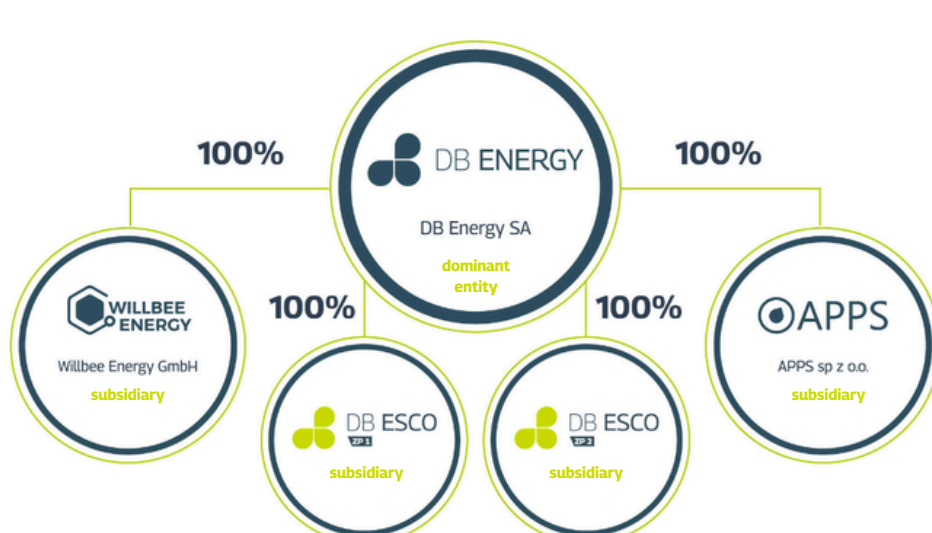 DB ENERGY
DB Energy SA
dominant
entity
100%
100%
100%
100%
WILLBEE
ENERGY
Willbee Energy GmbH
subsidiary
DB ESCO
ZP 1
subsidiary
DB ESCO
ZP 2
subsidiary
APPS
APPS sp z o.o.
subsidiary